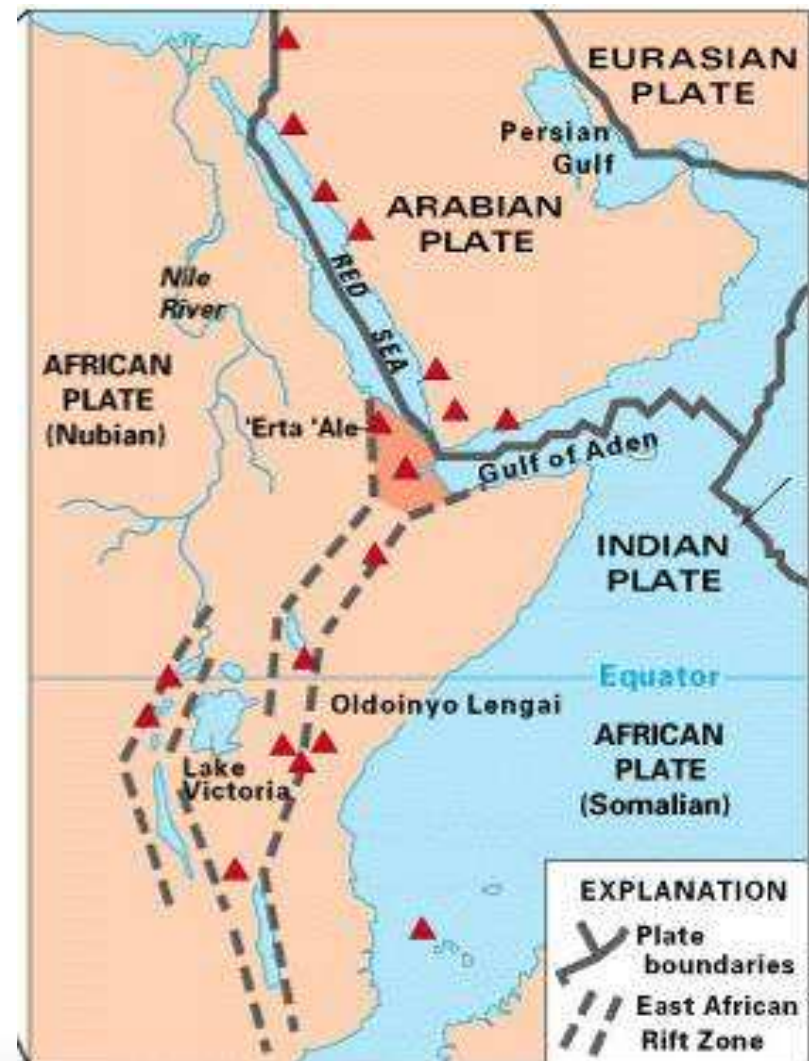 EURASIAN
PLATE
Persian
Gulf
ARABIAN
PLATE
RED SEA
Nile
River
AFRICAN
PLATE
(Nubian)
'Erta 'Ale
Gulf of Aden
INDIAN
PLATE
Equator
Oldoinyo Lengai
AFRICAN
PLATE
(Somalian)
Lake
Victoria
EXPLANATION
Plate
boundaries
East African
Rift Zone